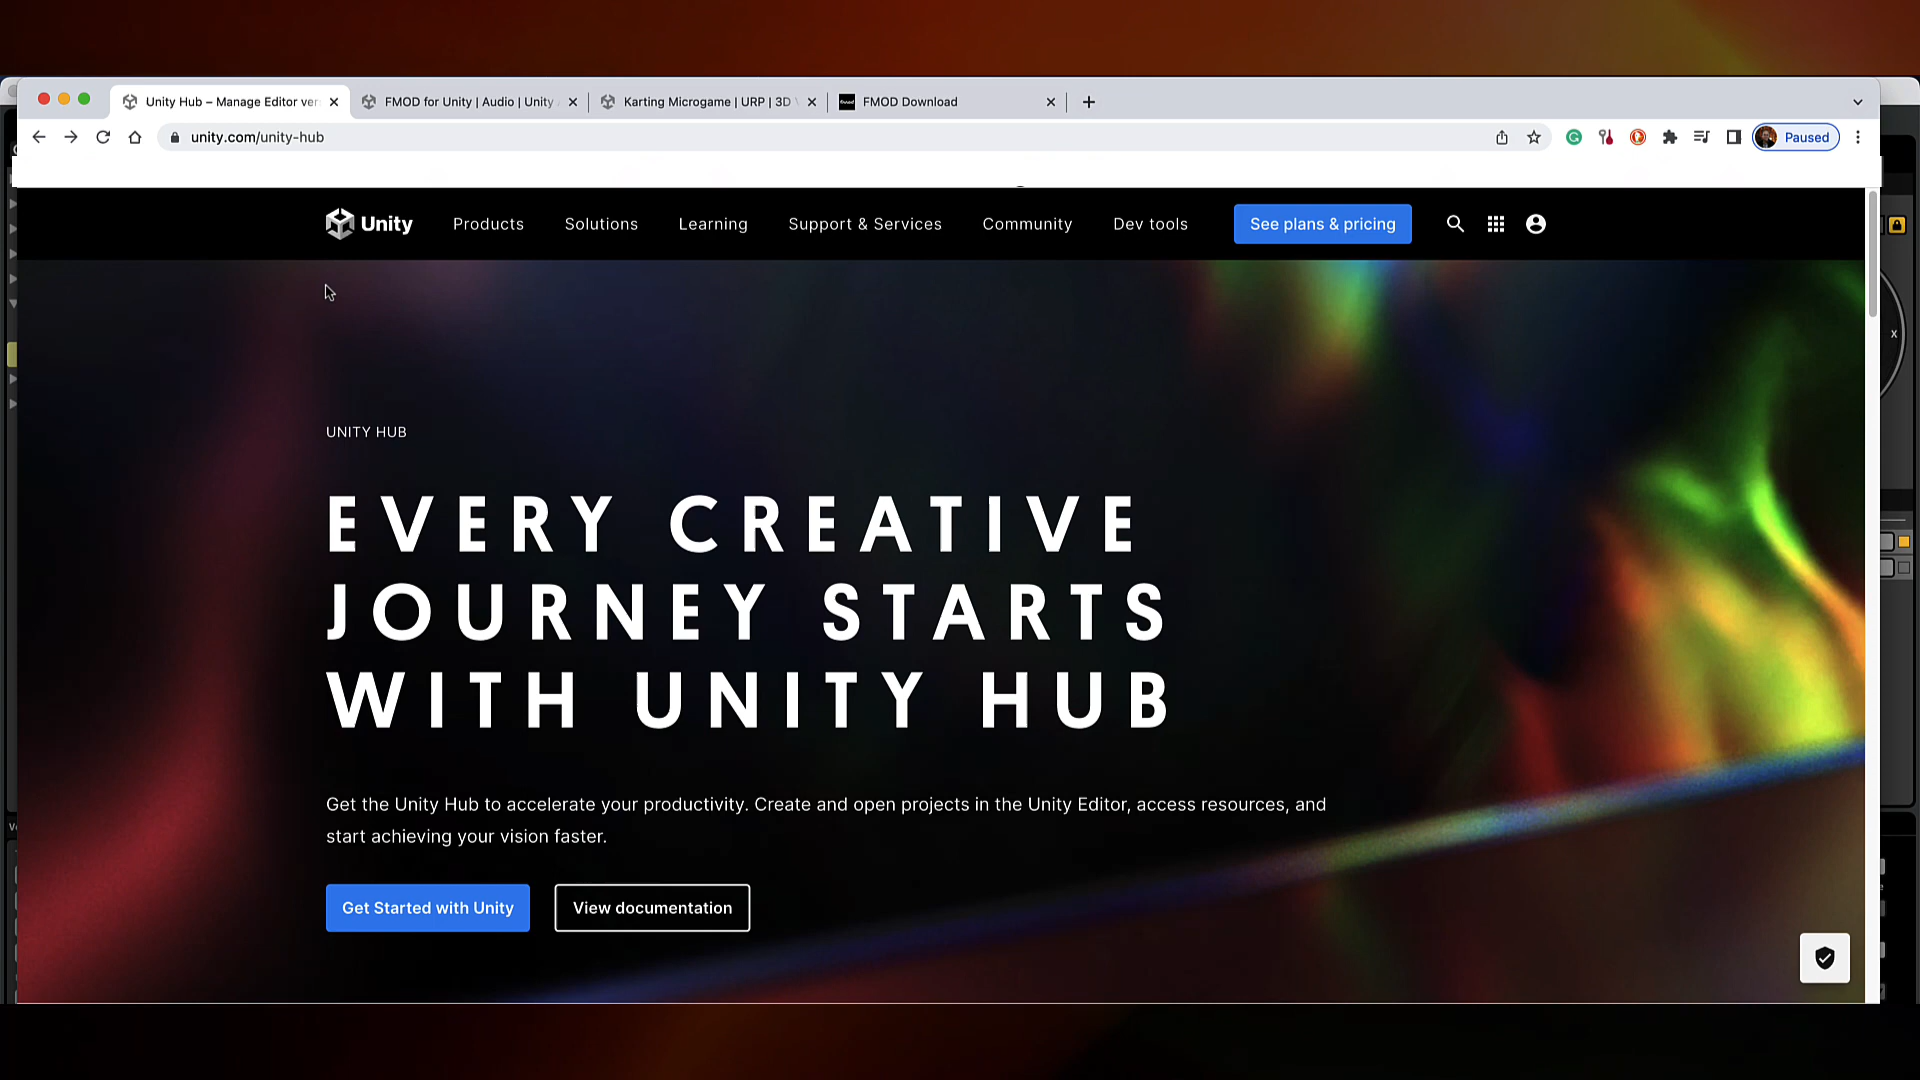 Unity Hub – Manage Editor ver
FMOD for Unity | Audio | Unity
Karting Microgame | URP | 3D
FMOD Download
unity.com/unity-hub
Paused
Unity
Products
Solutions
Learning
Support & Services
Community
Dev tools
See plans & pricing
UNITY HUB
EVERY CREATIVE
JOURNEY STARTS
WITH UNITY HUB
Get the Unity Hub to accelerate your productivity. Create and open projects in the Unity Editor, access resources, and
start achieving your vision faster.
Get Started with Unity
View documentation